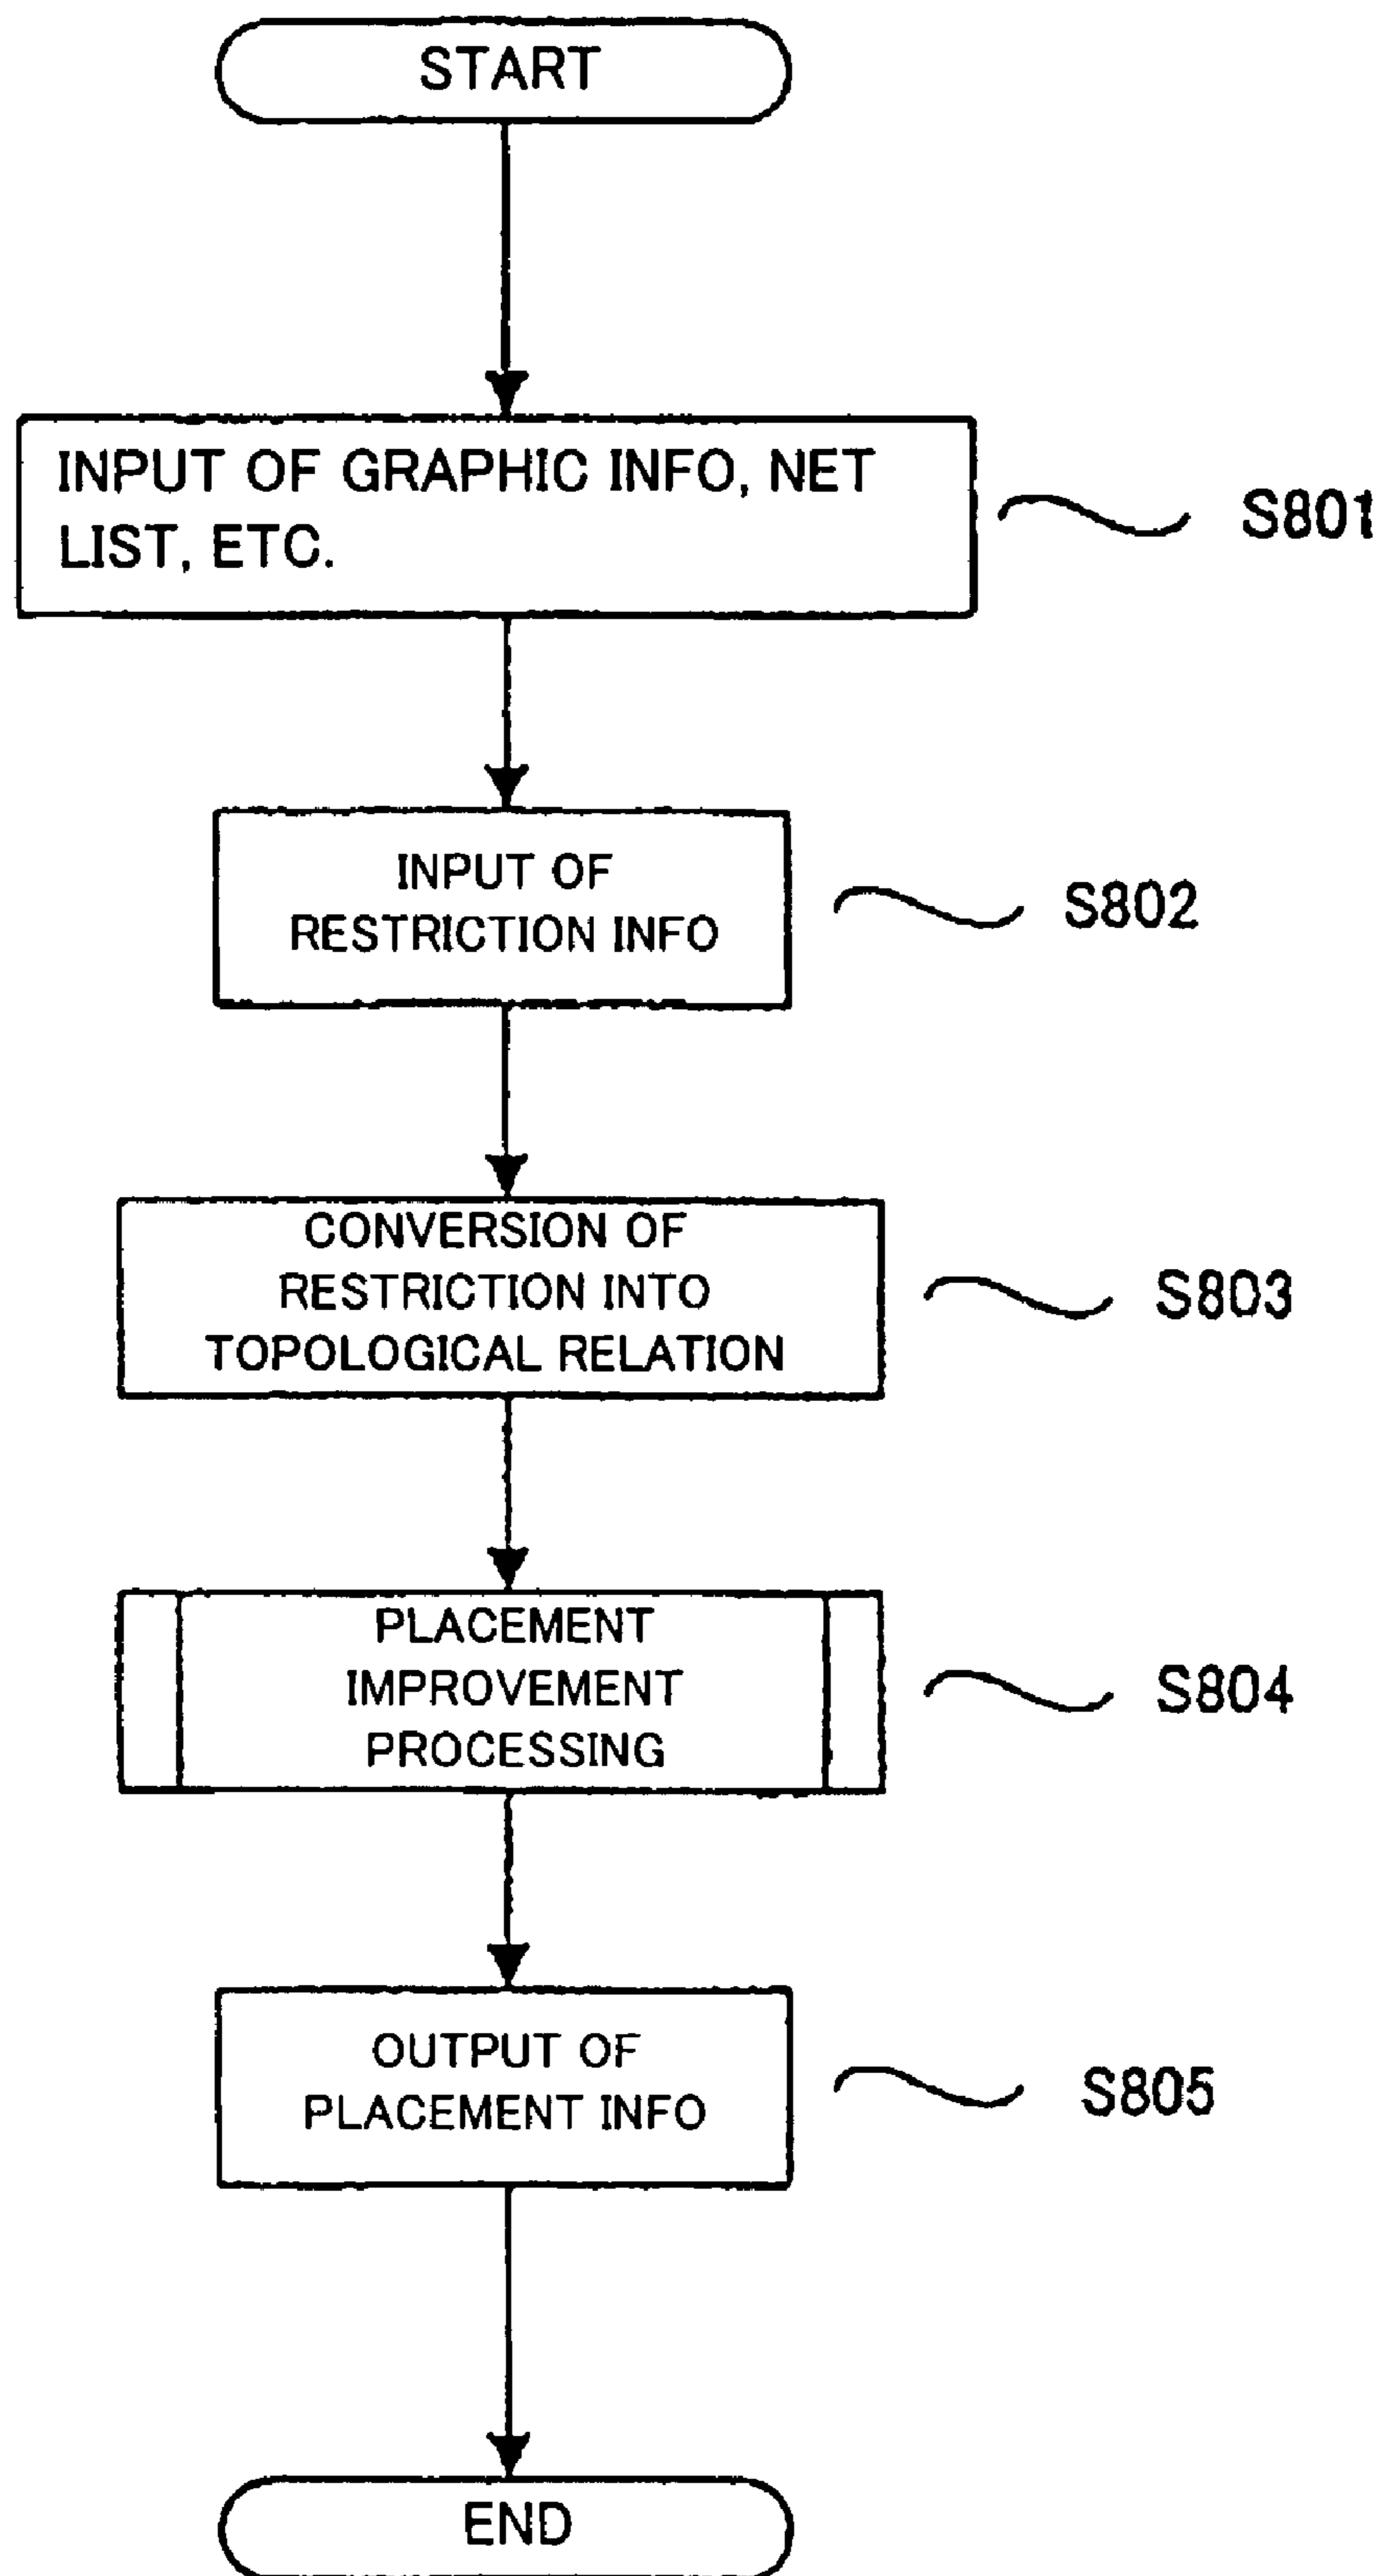 START
INPUT OF GRAPHIC INFO, NET
LIST, ETC.
S801
INPUT OF
RESTRICTION INFO
S802
CONVERSION OF
RESTRICTION INTO
TOPOLOGICAL RELATION
S803
PLACEMENT
IMPROVEMENT
PROCESSING
S804
OUTPUT OF
PLACEMENT INFO
S805
END